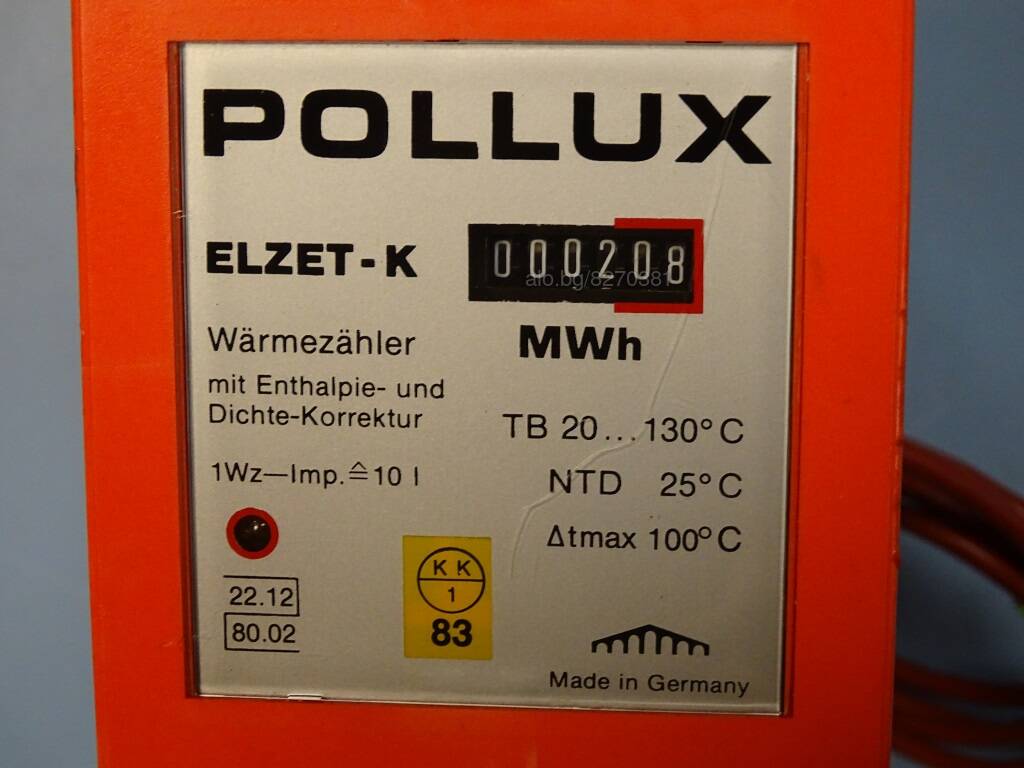 POLLUX
ELZET-K
000208
alo.bg/8270381
Wärmezähler
MWh
mit Enthalpie- und
Dichte-Korrektur
TB 20...130°C
1Wz—Imp.≙10 l
NTD 25°C
Δtmax 100°C
22.12
80.02
KK
1
83
Made in Germany